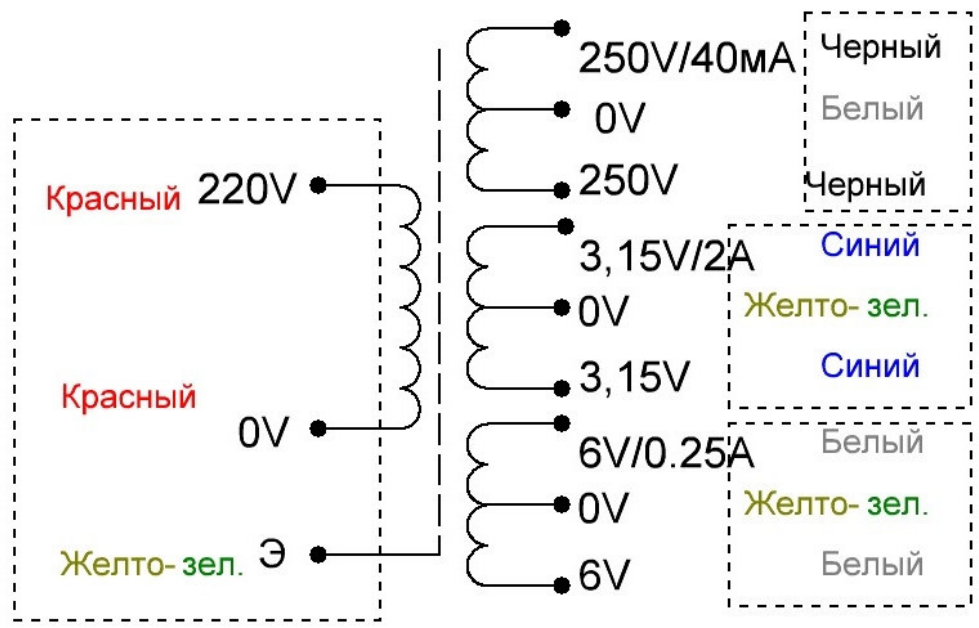 250V/40мА Черный
0V Белый
250V Черный
Красный 220V
3,15V/2A Синий
0V Желто- зел.
3,15V Синий
Красный
0V
6V/0.25A Белый
0V Желто- зел.
Желто- зел. Э
6V Белый